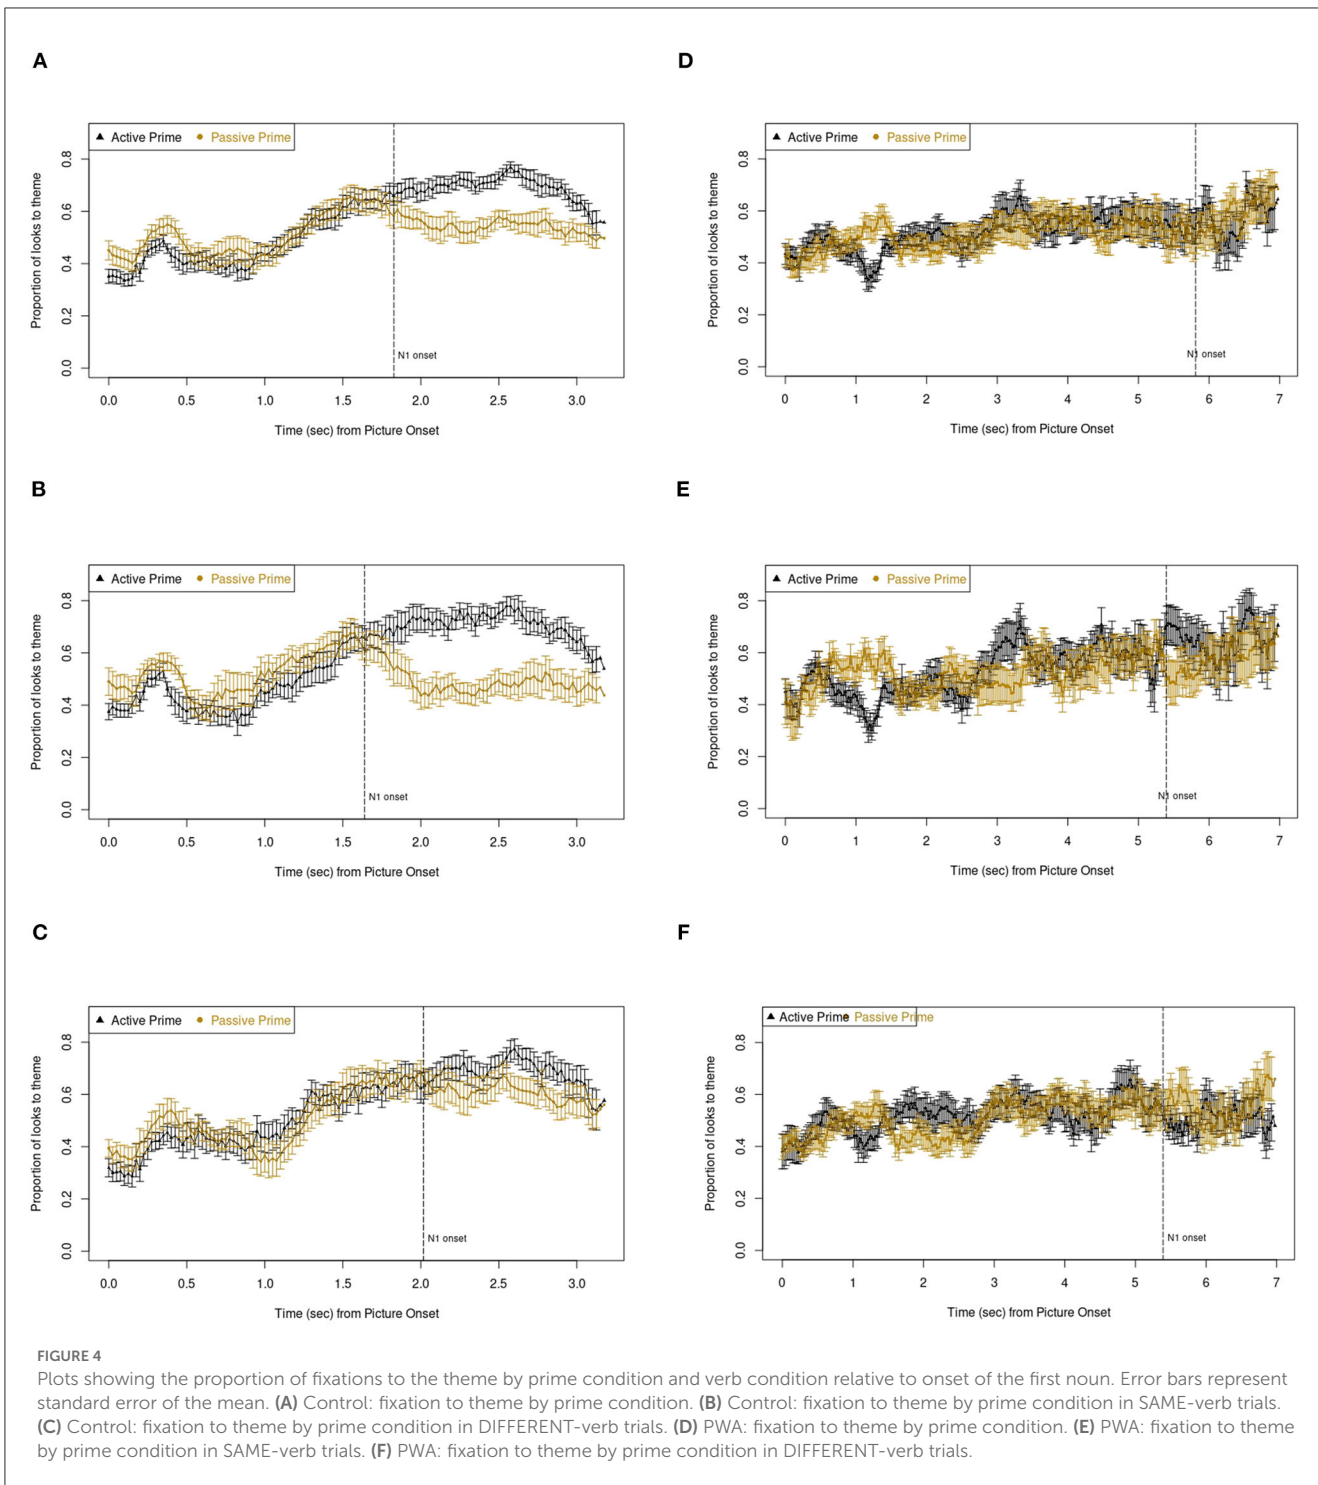 A
Active Prime Passive Prime
Proportion of looks to theme
0.0 0.2 0.4 0.6 0.8
N1 onset
0.0 0.5 1.0 1.5 2.0 2.5 3.0
Time (sec) from Picture Onset
B
Active Prime Passive Prime
Proportion of looks to theme
0.0 0.2 0.4 0.6 0.8
N1 onset
0.0 0.5 1.0 1.5 2.0 2.5 3.0
Time (sec) from Picture Onset
C
Active Prime Passive Prime
Proportion of looks to theme
0.0 0.2 0.4 0.6 0.8
N1 onset
0.0 0.5 1.0 1.5 2.0 2.5 3.0
Time (sec) from Picture Onset
D
Active Prime Passive Prime
Proportion of looks to theme
0.0 0.2 0.4 0.6 0.8
N1 onset
0 1 2 3 4 5 6 7
Time (sec) from Picture Onset
E
Active Prime Passive Prime
Proportion of looks to theme
0.0 0.2 0.4 0.6 0.8
N1 onset
0 1 2 3 4 5 6 7
Time (sec) from Picture Onset
F
Active Prime Passive Prime
Proportion of looks to theme
0.0 0.2 0.4 0.6 0.8
N1 onset
0 1 2 3 4 5 6 7
Time (sec) from Picture Onset
FIGURE 4
Plots showing the proportion of fixations to the theme by prime condition and verb condition relative to onset of the first noun. Error bars represent
standard error of the mean. (A) Control: fixation to theme by prime condition. (B) Control: fixation to theme by prime condition in SAME-verb trials.
(C) Control: fixation to theme by prime condition in DIFFERENT-verb trials. (D) PWA: fixation to theme by prime condition. (E) PWA: fixation to theme
by prime condition in SAME-verb trials. (F) PWA: fixation to theme by prime condition in DIFFERENT-verb trials.